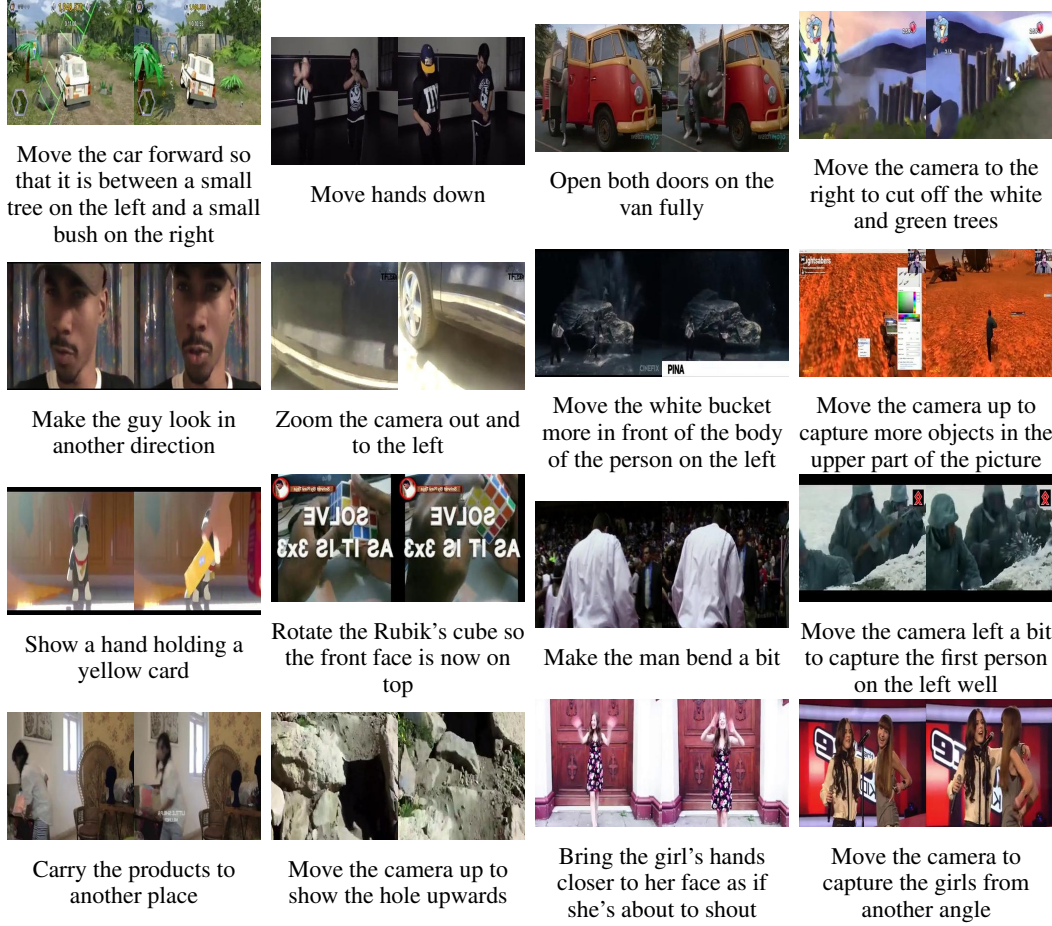 Move the car forward so
that it is between a small
tree on the left and a small
bush on the right
Move hands down
Open both doors on the
van fully
Move the camera to the
right to cut off the white
and green trees
TFECT
TFECT
CINEFIX
PINA
Lightsabers
Make the guy look in
another direction
Zoom the camera out and
to the left
Move the white bucket
more in front of the body
of the person on the left
Move the camera up to
capture more objects in the
upper part of the picture
SOLVE
AS IT IS 3x3
SOLVE
AS IT IS 3x3
Show a hand holding a
yellow card
Rotate the Rubik's cube so
the front face is now on
top
Make the man bend a bit
Move the camera left a bit
to capture the first person
on the left well
Carry the products to
another place
Move the camera up to
show the hole upwards
Bring the girl's hands
closer to her face as if
she's about to shout
Move the camera to
capture the girls from
another angle